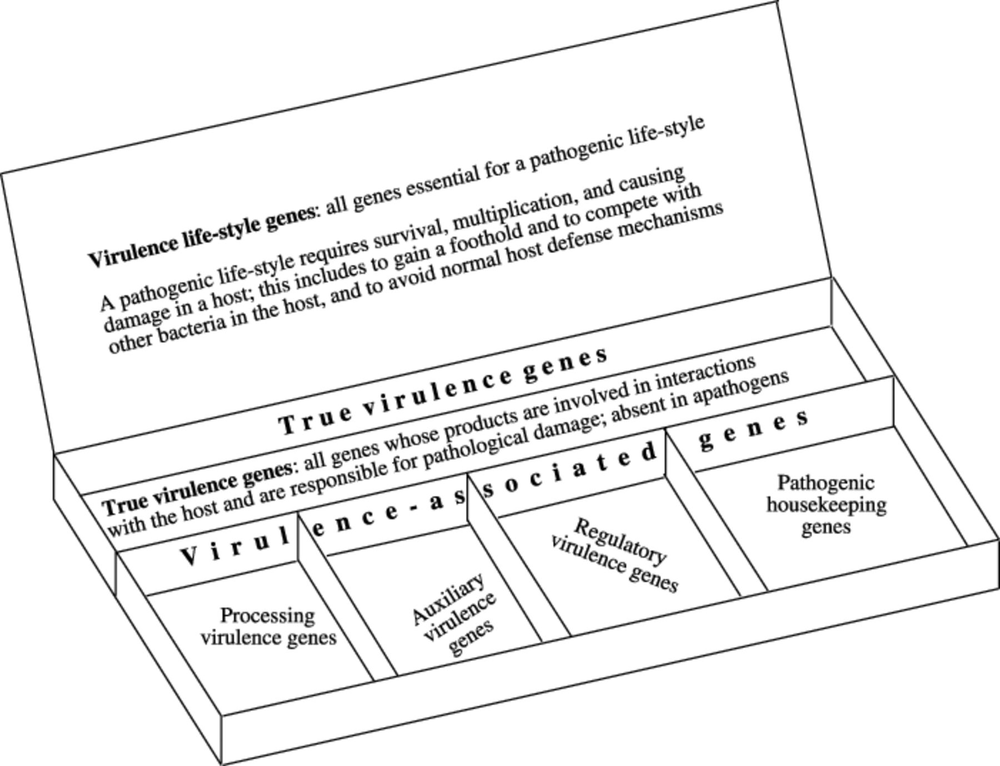 Virulence life-style genes: all genes essential for a pathogenic life-style
A pathogenic life-style requires survival, multiplication, and causing
damage in a host; this includes to gain a foothold and to compete with
other bacteria in the host, and to avoid normal host defense mechanisms
True virulence genes
True virulence genes: all genes whose products are involved in interactions
with the host and are responsible for pathological damage; absent in apathogens
Virulence-associated genes
Processing
virulence genes
Auxiliary
virulence
genes
Regulatory
virulence genes
Pathogenic
housekeeping
genes